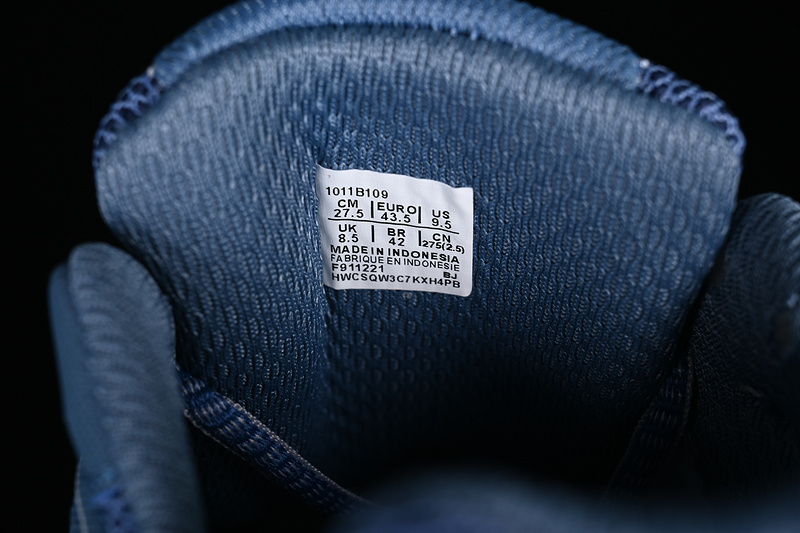 1011B109
CM | EURO | US
27.5 | 43.5 | 9.5
UK | BR | CN
8.5 | 42 | 275(2.5)
MADE IN INDONESIA
FABRIQUE EN INDONESIE
F911221 BJ
HWCSQW3C7KXH4PB